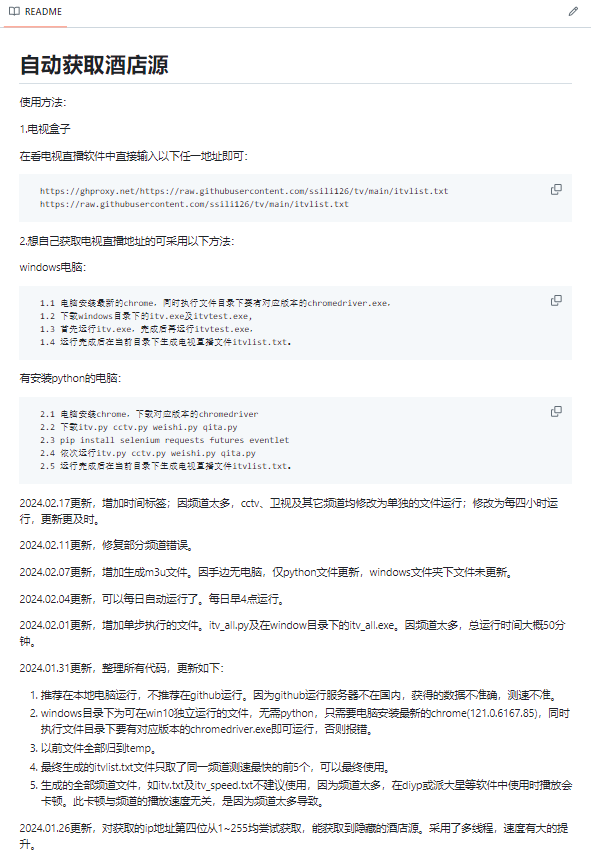 README
自动获取酒店源
使用方法：
1.电视盒子
在看电视直播软件中直接输入以下任一地址即可：
https://ghproxy.net/https://raw.githubusercontent.com/ssili126/tv/main/itvlist.txt
https://raw.githubusercontent.com/ssili126/tv/main/itvlist.txt
2.想自己获取电视直播地址的可采用以下方法：
windows电脑：
1.1 电脑安装最新的chrome，同时执行文件目录下要有对应版本的chromedriver.exe，
1.2 下载windows目录下的itv.exe及itvtest.exe，
1.3 首先运行itv.exe，完成后再运行itvtest.exe，
1.4 运行完成后在当前目录下生成电视直播文件itvlist.txt。
有安装python的电脑：
2.1 电脑安装chrome，下载对应版本的chromedriver
2.2 下载itv.py cctv.py weishi.py qita.py
2.3 pip install selenium requests futures eventlet
2.4 依次运行itv.py cctv.py weishi.py qita.py
2.5 运行完成后在当前目录下生成电视直播文件itvlist.txt。
2024.02.17更新，增加时间标签；因频道太多，cctv、卫视及其它频道均修改为单独的文件运行；修改为每四小时运
行，更新更及时。
2024.02.11更新，修复部分频道错误。
2024.02.07更新，增加生成m3u文件。因手边无电脑，仅python文件更新，windows文件夹下文件未更新。
2024.02.04更新，可以每日自动运行了。每日早4点运行。
2024.02.01更新，增加单步执行的文件。itv_all.py及在window目录下的itv_all.exe。因频道太多，总运行时间大概50分
钟。
2024.01.31更新，整理所有代码，更新如下：
1. 推荐在本地电脑运行，不推荐在github运行。因为github运行服务器不在国内，获得的数据不准确，测速不准。
2. windows目录下为可在win10独立运行的文件，无需python，只需要电脑安装最新的chrome(121.0.6167.85)，同时
执行文件目录下要有对应版本的chromedriver.exe即可运行，否则报错。
3. 以前文件全部归到temp。
4. 最终生成的itvlist.txt文件只取了同一频道测速最快的前5个，可以最终使用。
5. 生成的全部频道文件，如itv.txt及itv_speed.txt不建议使用，因为频道太多，在diyp或派大星等软件中使用时播放会
卡顿。此卡顿与频道的播放速度无关，是因为频道太多导致。
2024.01.26更新，对获取的ip地址第四位从1~255均尝试获取，能获取到隐藏的酒店源。采用了多线程，速度有大的提
升。